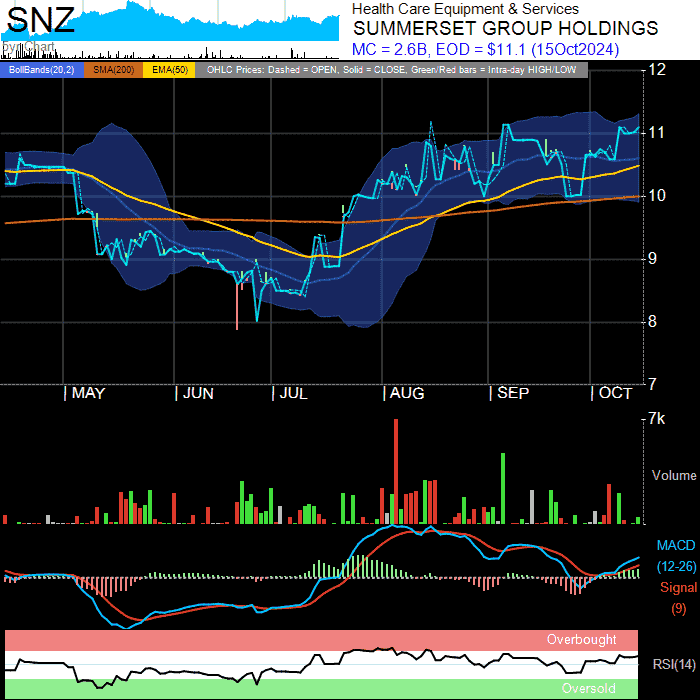 SNZ
Health Care Equipment & Services
SUMMERSET GROUP HOLDINGS
MC = 2.6B, EOD = $11.1 (15Oct2024)
BollBands(20,2) SMA(200) EMA(50) OHLC Prices: Dashed = OPEN, Solid = CLOSE, Green/Red bars = Intra-day HIGH/LOW
12
11
10
9
8
7
| MAY | JUN | JUL | AUG | SEP | OCT
7k
Volume
MACD
(12-26)
Signal
(9)
Overbought
RSI(14)
Oversold